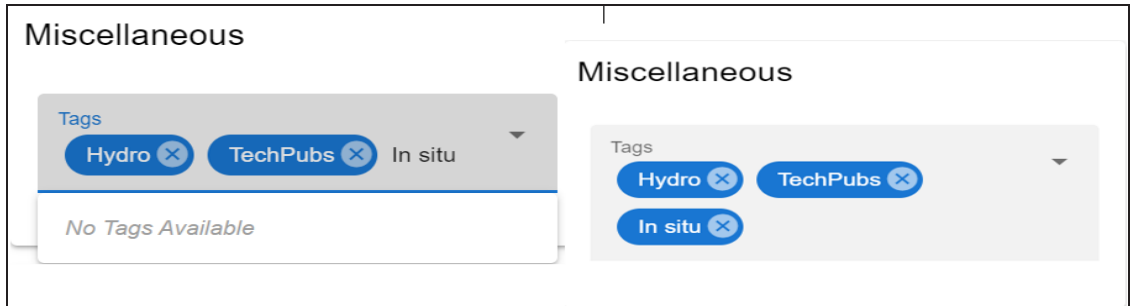 Miscellaneous
Tags
Hydro TechPubs In situ
No Tags Available
Miscellaneous
Tags
Hydro TechPubs
In situ